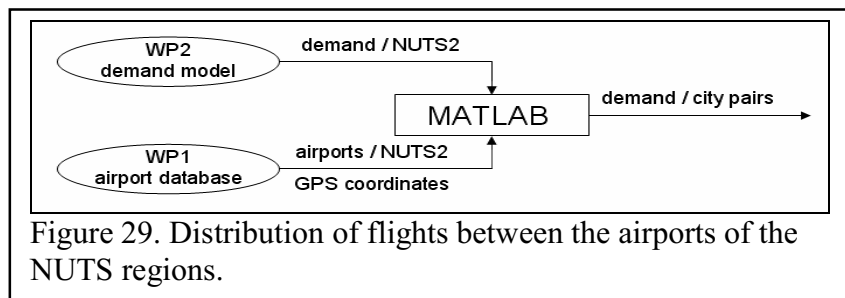 WP2
demand model
demand / NUTS2
MATLAB
demand / city pairs
WP1
airport database
airports / NUTS2
GPS coordinates
Figure 29. Distribution of flights between the airports of the
NUTS regions.